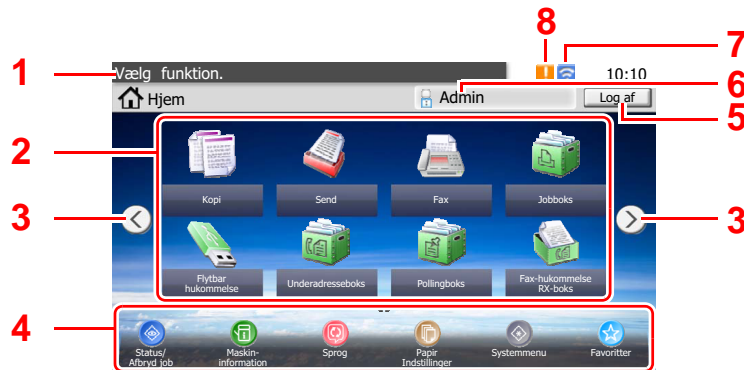 8
7
1
Vælg funktion.
10:10
6
Hjem
Admin
Log af
5
2
Kopi
Send
Fax
Jobboks
3
3
Flytbar
hukommelse
Underadresseboks
Pollingboks
Fax-hukommelse
RX-boks
4
Status/
Afbryd job
Maskin-
information
Sprog
Papir
Indstillinger
Systemmenu
Favoritter